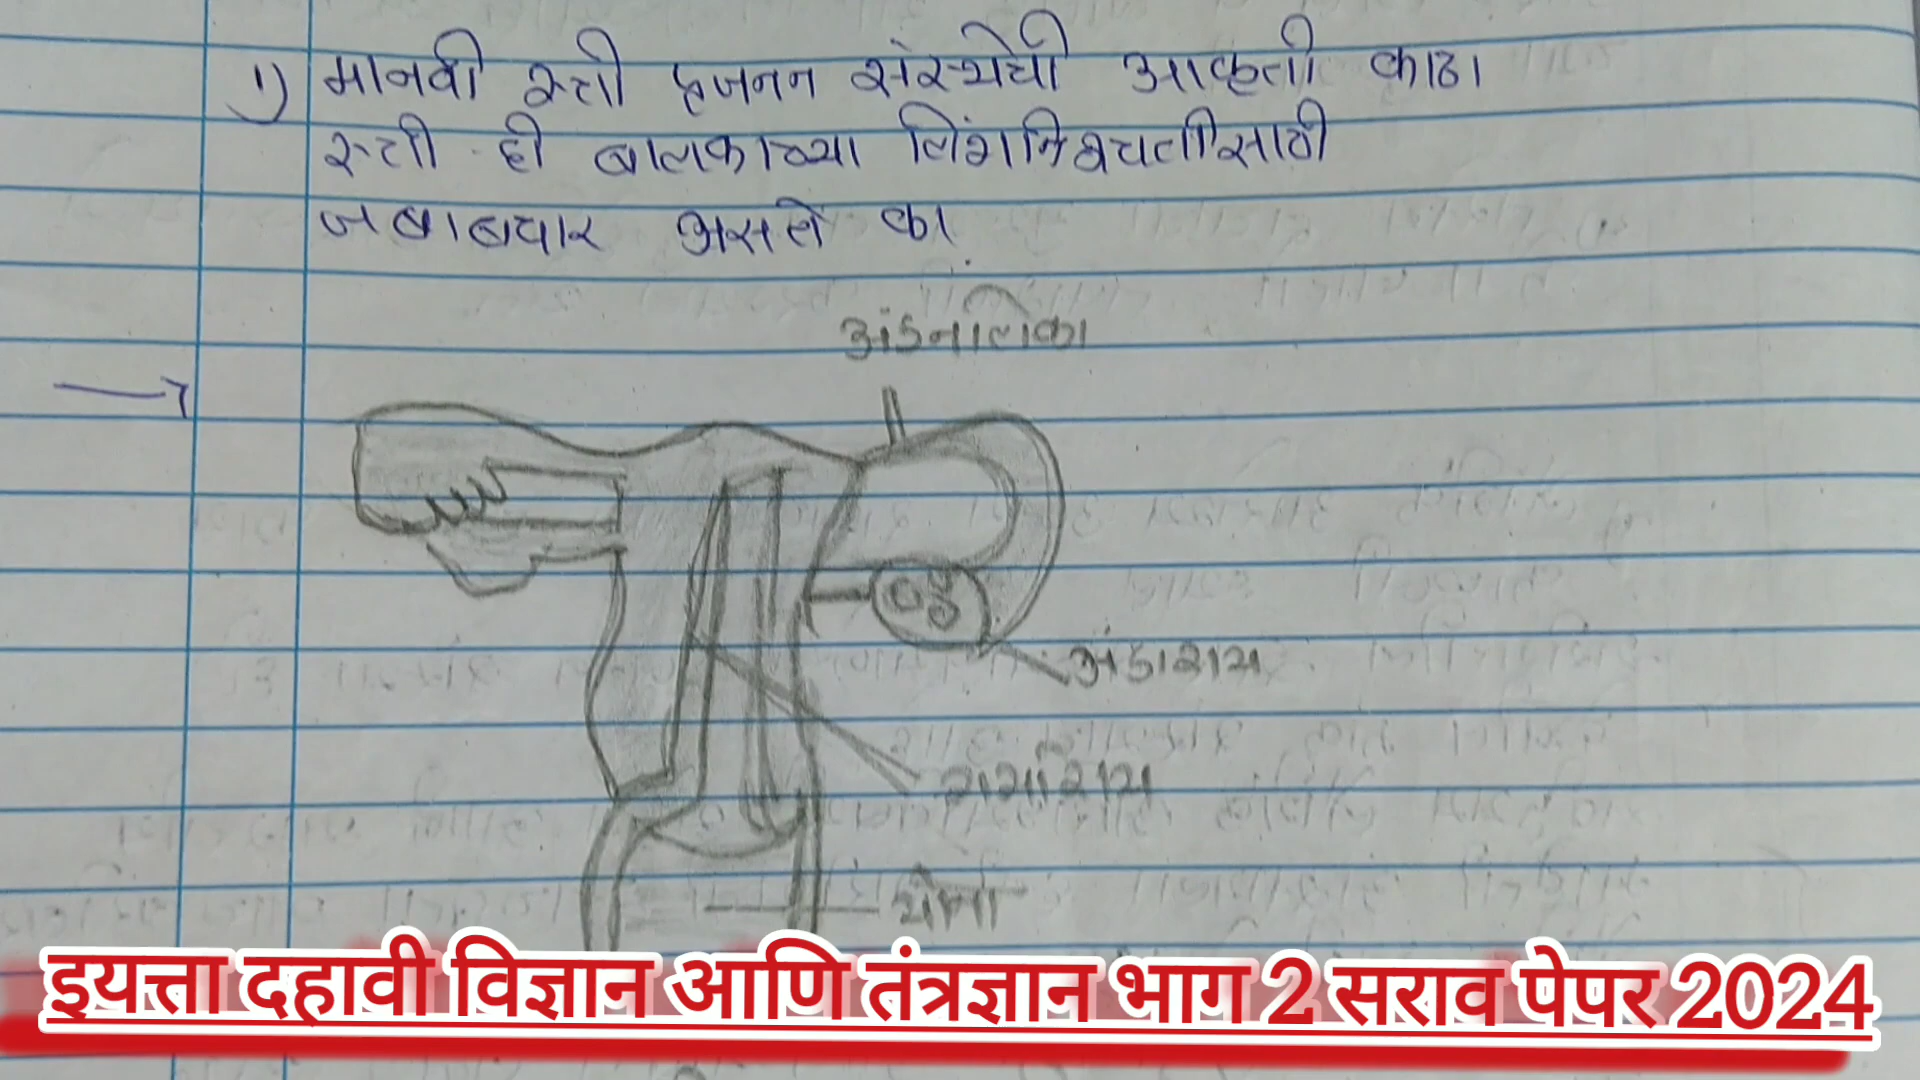 1) मानवी स्त्री प्रजनन संस्थेची आकृती काढा
स्त्री ही बालकाच्या लिंगनिश्चतीसाठी
जबाबदार असते का
अंडनलिका
अंडाशय
गर्भाशय
योनी
इयत्ता दहावी विज्ञान आणि तंत्रज्ञान भाग 2 सराव पेपर 2024